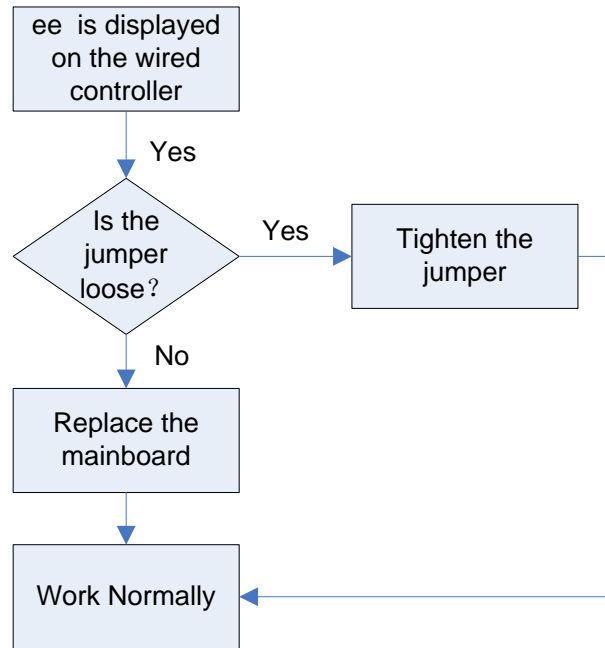 ee  is displayed
on the wired
controller
Yes
Is the
jumper
loose？
Yes
Tighten the
jumper
No
Replace the
mainboard
Work Normally